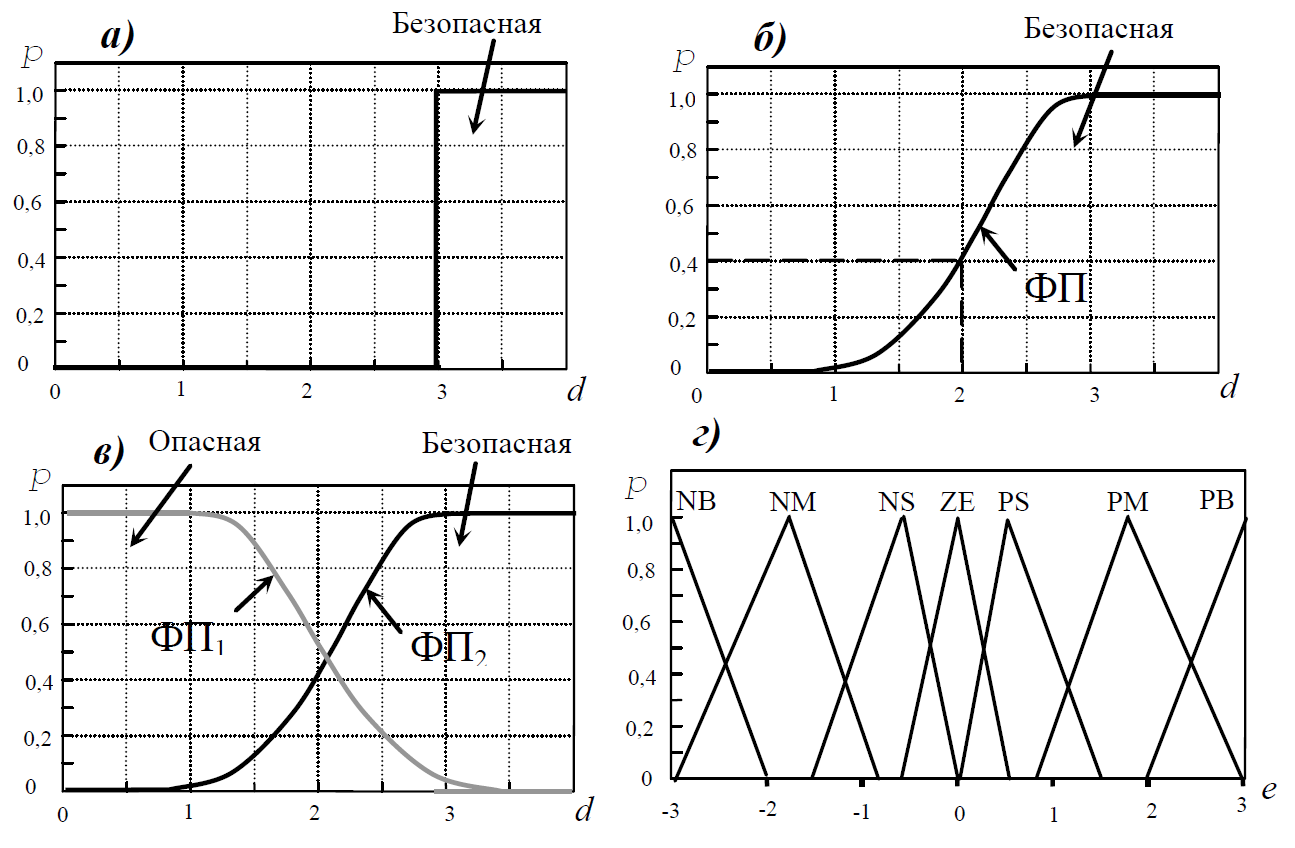 а)
Безопасная
p
1,0
0,8
0,6
0,4
0,2
0
0 1 2 3 d
б)
Безопасная
p
1,0
0,8
0,6
0,4
0,2
0
ФП
0 1 2 3 d
в)
Опасная
Безопасная
p
1,0
0,8
0,6
0,4
0,2
0
ФП1
ФП2
0 1 2 3 d
г)
p
NB NM NS ZE PS PM PB
1,0
0,8
0,6
0,4
0,2
0
-3 -2 -1 0 1 2 3 e